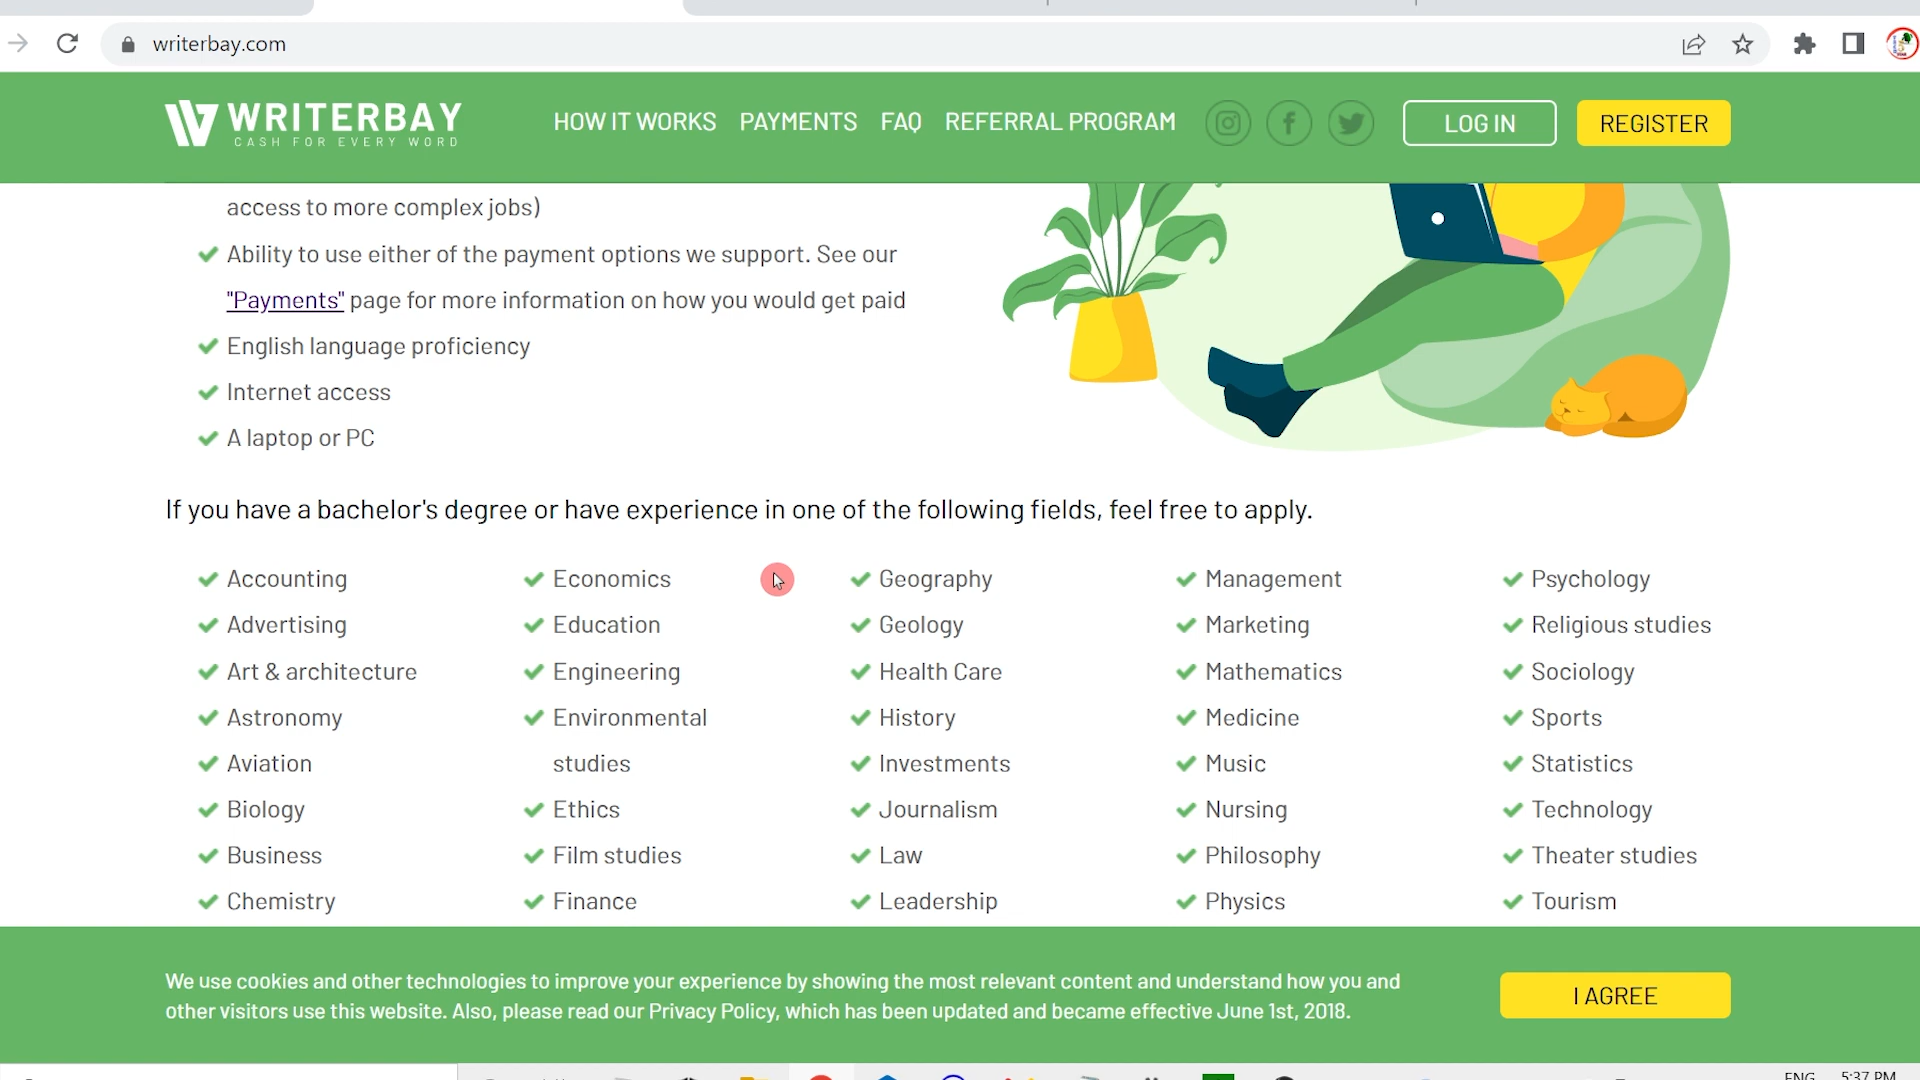 writerbay.com
WRITERBAY
CASH FOR EVERY WORD
HOW IT WORKS PAYMENTS FAQ REFERRAL PROGRAM LOG IN REGISTER
access to more complex jobs)
Ability to use either of the payment options we support. See our
"Payments" page for more information on how you would get paid
English language proficiency
Internet access
A laptop or PC
If you have a bachelor's degree or have experience in one of the following fields, feel free to apply.
Accounting
Advertising
Art & architecture
Astronomy
Aviation
Biology
Business
Chemistry
Economics
Education
Engineering
Environmental
studies
Ethics
Film studies
Finance
Geography
Geology
Health Care
History
Investments
Journalism
Law
Leadership
Management
Marketing
Mathematics
Medicine
Music
Nursing
Philosophy
Physics
Psychology
Religious studies
Sociology
Sports
Statistics
Technology
Theater studies
Tourism
We use cookies and other technologies to improve your experience by showing the most relevant content and understand how you and
other visitors use this website. Also, please read our Privacy Policy, which has been updated and became effective June 1st, 2018.
I AGREE
ENG 5:37 PM